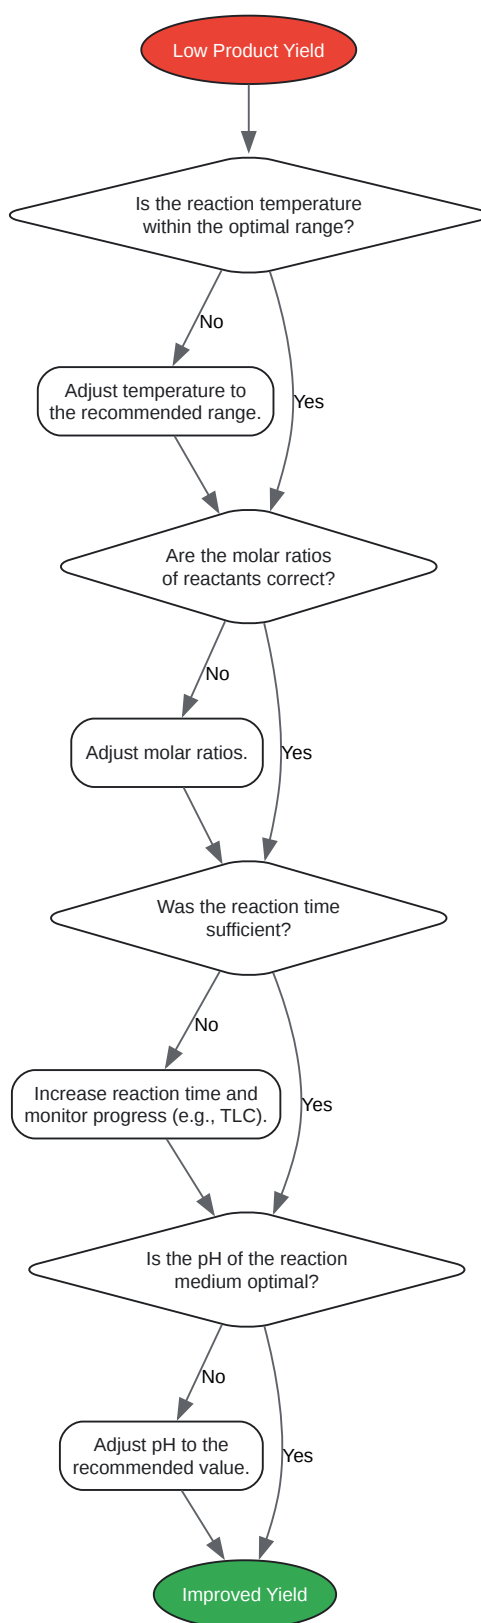 Low Product Yield
Is the reaction temperature
within the optimal range?
No
Adjust temperature to
the recommended range.
Yes
Are the molar ratios
of reactants correct?
No
Adjust molar ratios.
Yes
Was the reaction time
sufficient?
No
Increase reaction time and
monitor progress (e.g., TLC).
Yes
Is the pH of the reaction
medium optimal?
No
Adjust pH to the
recommended value.
Yes
Improved Yield